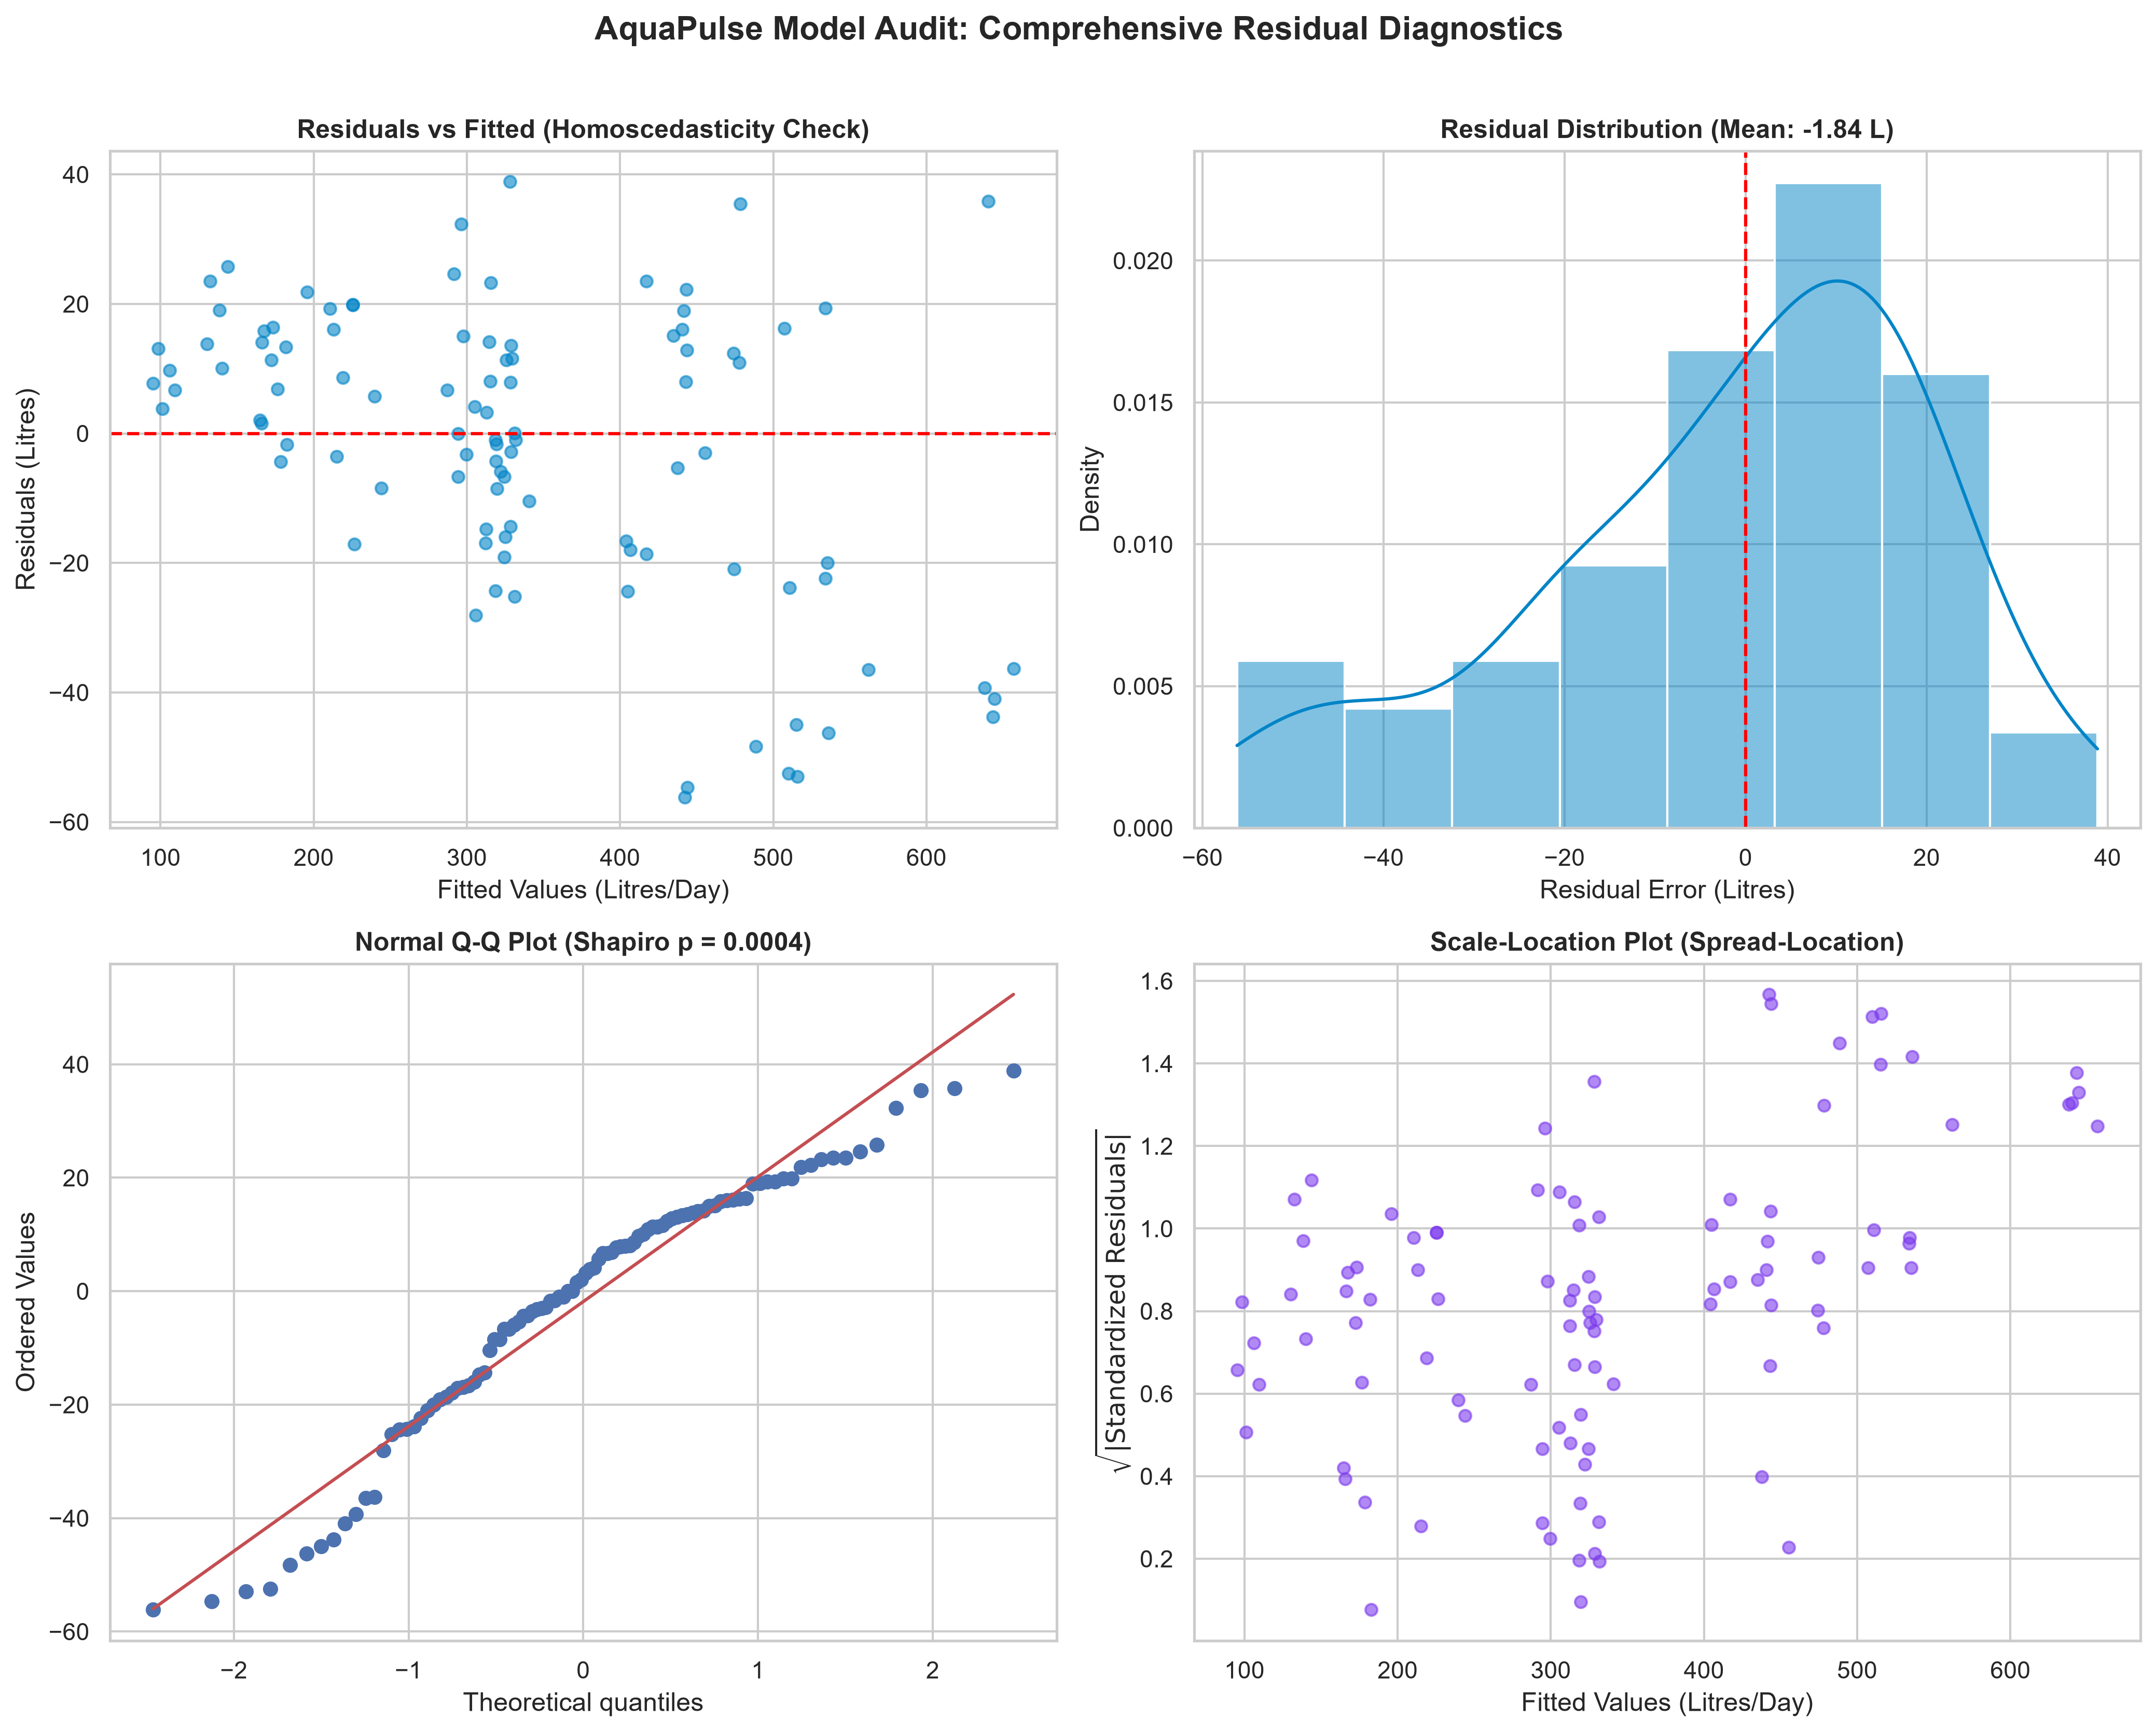 AquaPulse Model Audit: Comprehensive Residual Diagnostics
Residuals vs Fitted (Homoscedasticity Check)
Residuals (Litres)
40
20
0
−20
−40
−60
100 200 300 400 500 600
Fitted Values (Litres/Day)
Residual Distribution (Mean: -1.84 L)
Density
0.020
0.015
0.010
0.005
0.000
−60 −40 −20 0 20 40
Residual Error (Litres)
Normal Q-Q Plot (Shapiro p = 0.0004)
Ordered Values
40
20
0
−20
−40
−60
−2 −1 0 1 2
Theoretical quantiles
Scale-Location Plot (Spread-Location)
√|Standardized Residuals|
1.6
1.4
1.2
1.0
0.8
0.6
0.4
0.2
100 200 300 400 500 600
Fitted Values (Litres/Day)